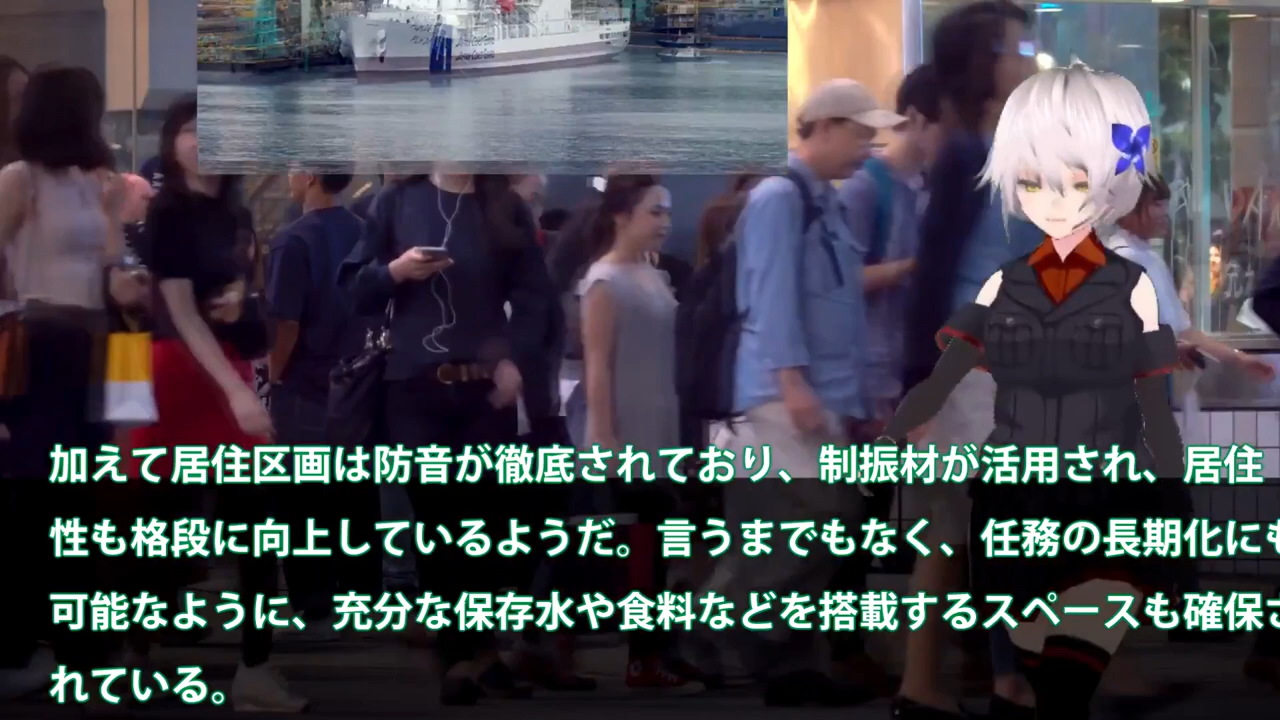 加えて居住区画は防音が徹底されており、制振材が活用され、居住
性も格段に向上しているようだ。言うまでもなく、任務の長期化にも
可能なように、充分な保存水や食料などを搭載するスペースも確保さ
れている。